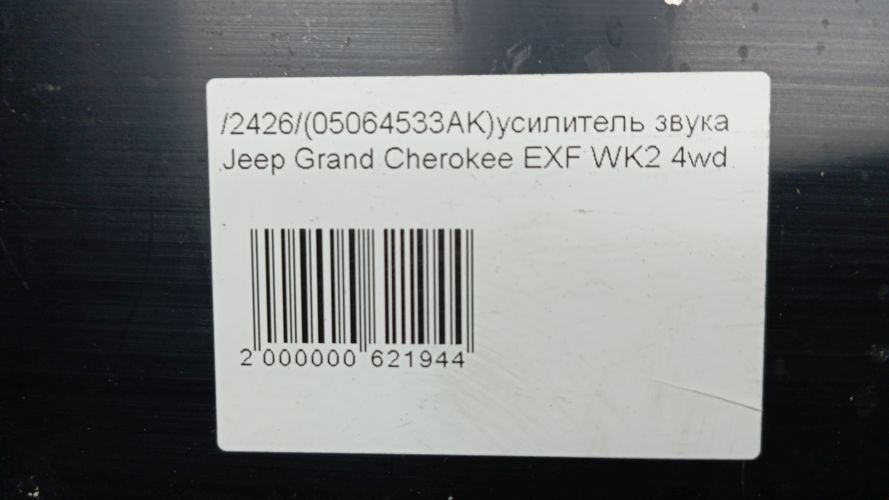 /2426/(05064533AK)усилитель звука
Jeep Grand Cherokee EXF WK2 4wd
2 000000 621944